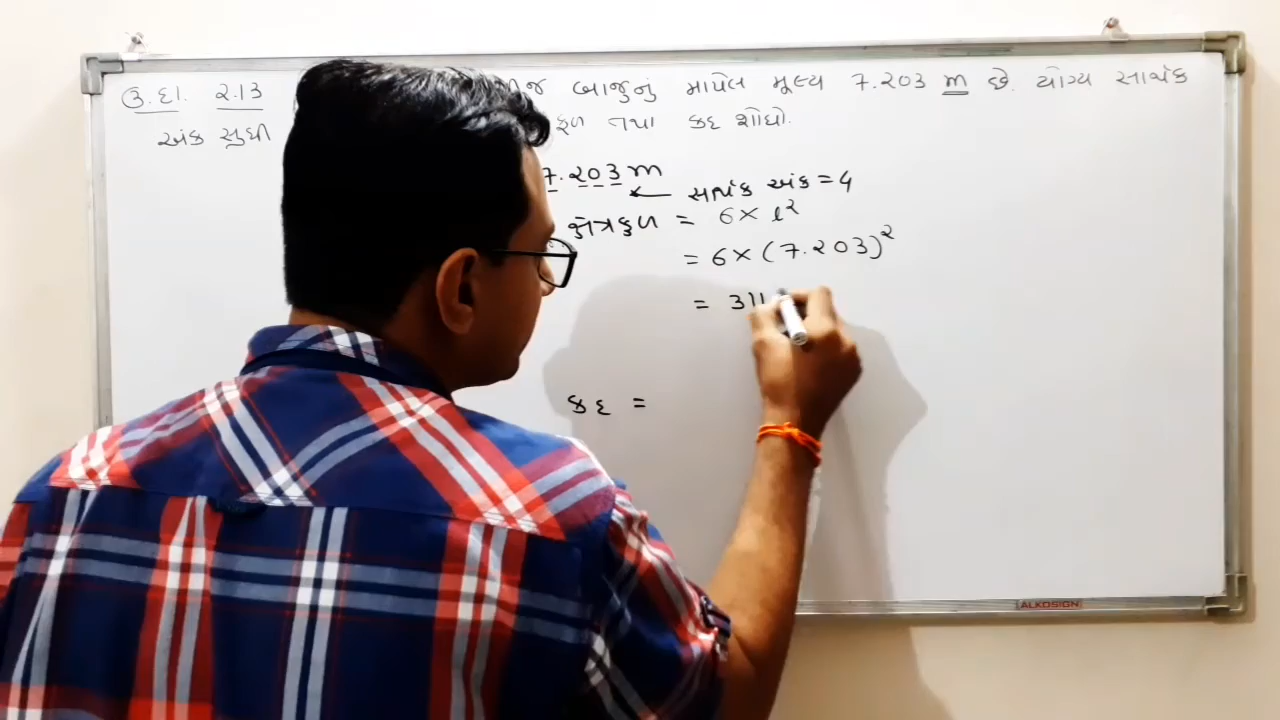 ઉ.દા. 2.13 બાજુનું માપેલ મૂલ્ય 7.203 m છે. યોગ્ય સાર્થક
અંક સુધી તથા કદ શોધો.
7.203 m ← સાર્થક અંક = 4
ક્ષેત્રફળ = 6 × l²
= 6 × (7.203)²
= 311
કદ =
ALKOSIGN